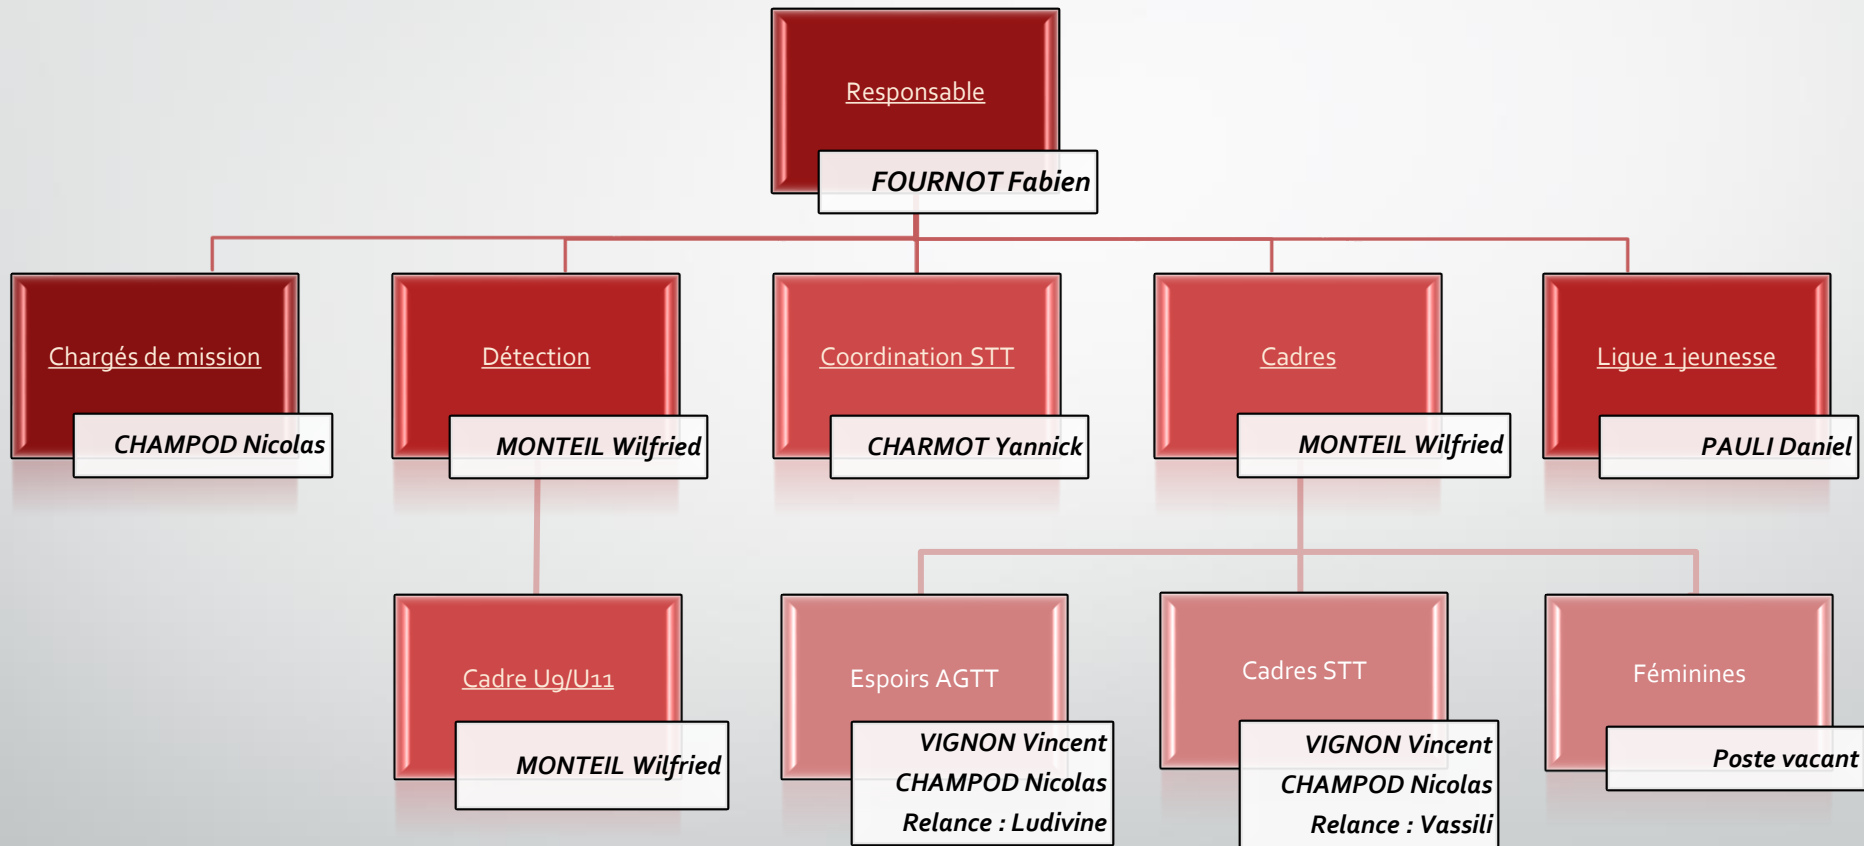 Responsable
FOURNOT Fabien
Chargés de mission
CHAMPOD Nicolas
Détection
MONTEIL Wilfried
Coordination STT
CHARMOT Yannick
Cadres
MONTEIL Wilfried
Ligue 1 jeunesse
PAULI Daniel
Cadre U9/U11
MONTEIL Wilfried
Espoirs AGTT
VIGNON Vincent
CHAMPOD Nicolas
Relance : Ludivine
Cadres STT
VIGNON Vincent
CHAMPOD Nicolas
Relance : Vassili
Féminines
Poste vacant